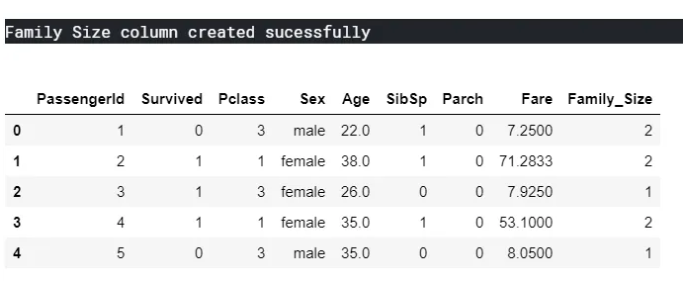 Family Size column created sucessfully
PassengerId Survived Pclass Sex Age SibSp Parch Fare Family_Size
0 1 0 3 male 22.0 1 0 7.2500 2
1 2 1 1 female 38.0 1 0 71.2833 2
2 3 1 3 female 26.0 0 0 7.9250 1
3 4 1 1 female 35.0 1 0 53.1000 2
4 5 0 3 male 35.0 0 0 8.0500 1